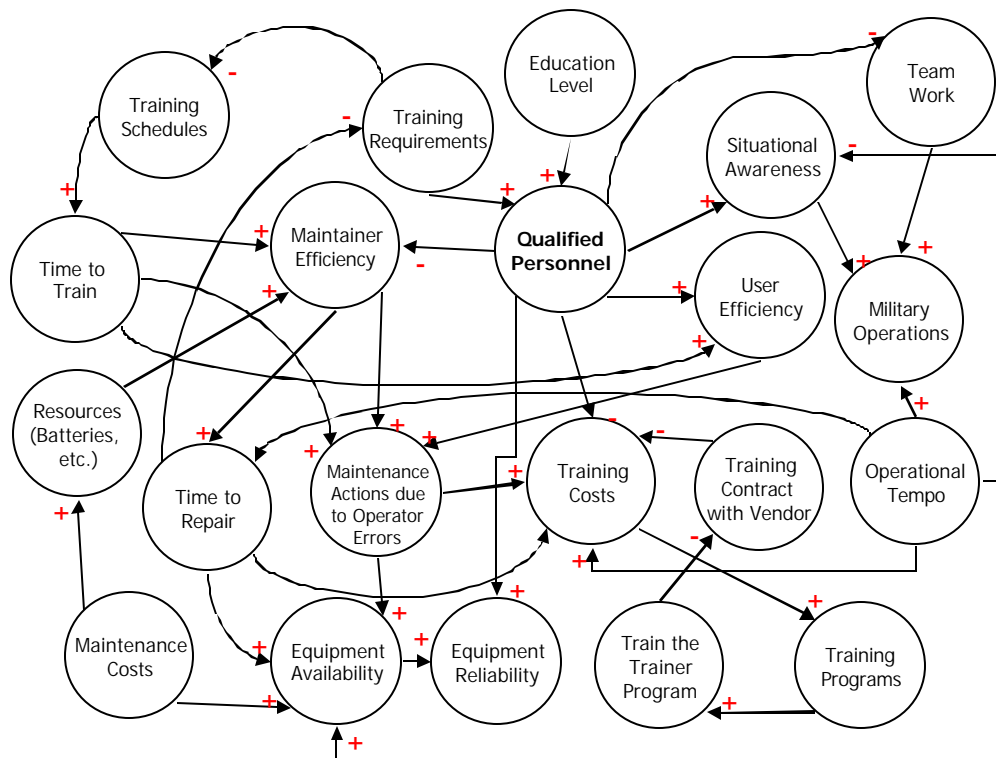 Education
Level
Team
Work
Training
Schedules
Training
Requirements
Situational
Awareness
Qualified
Personnel
Maintainer
Efficiency
Time to
Train
User
Efficiency
Military
Operations
Resources
(Batteries,
etc.)
Time to
Repair
Maintenance
Actions due
to Operator
Errors
Training
Costs
Training
Contract
with Vendor
Operational
Tempo
Maintenance
Costs
Equipment
Availability
Equipment
Reliability
Train the
Trainer
Program
Training
Programs